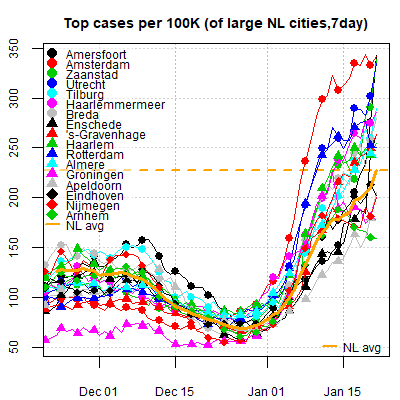 Top cases per 100K (of large NL cities,7day)
350
300
250
200
150
100
50
Amersfoort
Amsterdam
Zaanstad
Utrecht
Tilburg
Haarlemmermeer
Breda
Enschede
's-Gravenhage
Haarlem
Rotterdam
Almere
Groningen
Apeldoorn
Eindhoven
Nijmegen
Arnhem
NL avg
NL avg
Dec 01
Dec 15
Jan 01
Jan 15